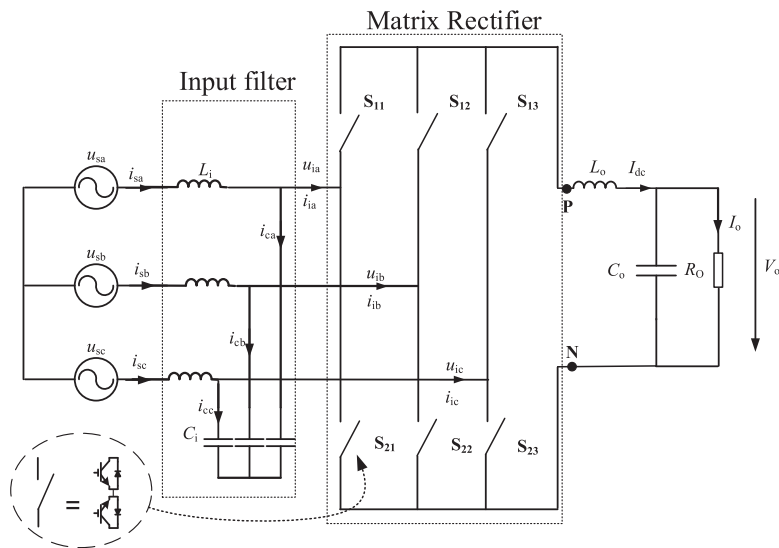 Matrix Rectifier
Input filter
S11
S12
S13
usa
isa
Li
uia
iia
Lo
Idc
P
ica
Io
usb
isb
uib
iib
Co
RO
Vo
icb
N
usc
isc
uic
iic
icc
Ci
S21
S22
S23
=